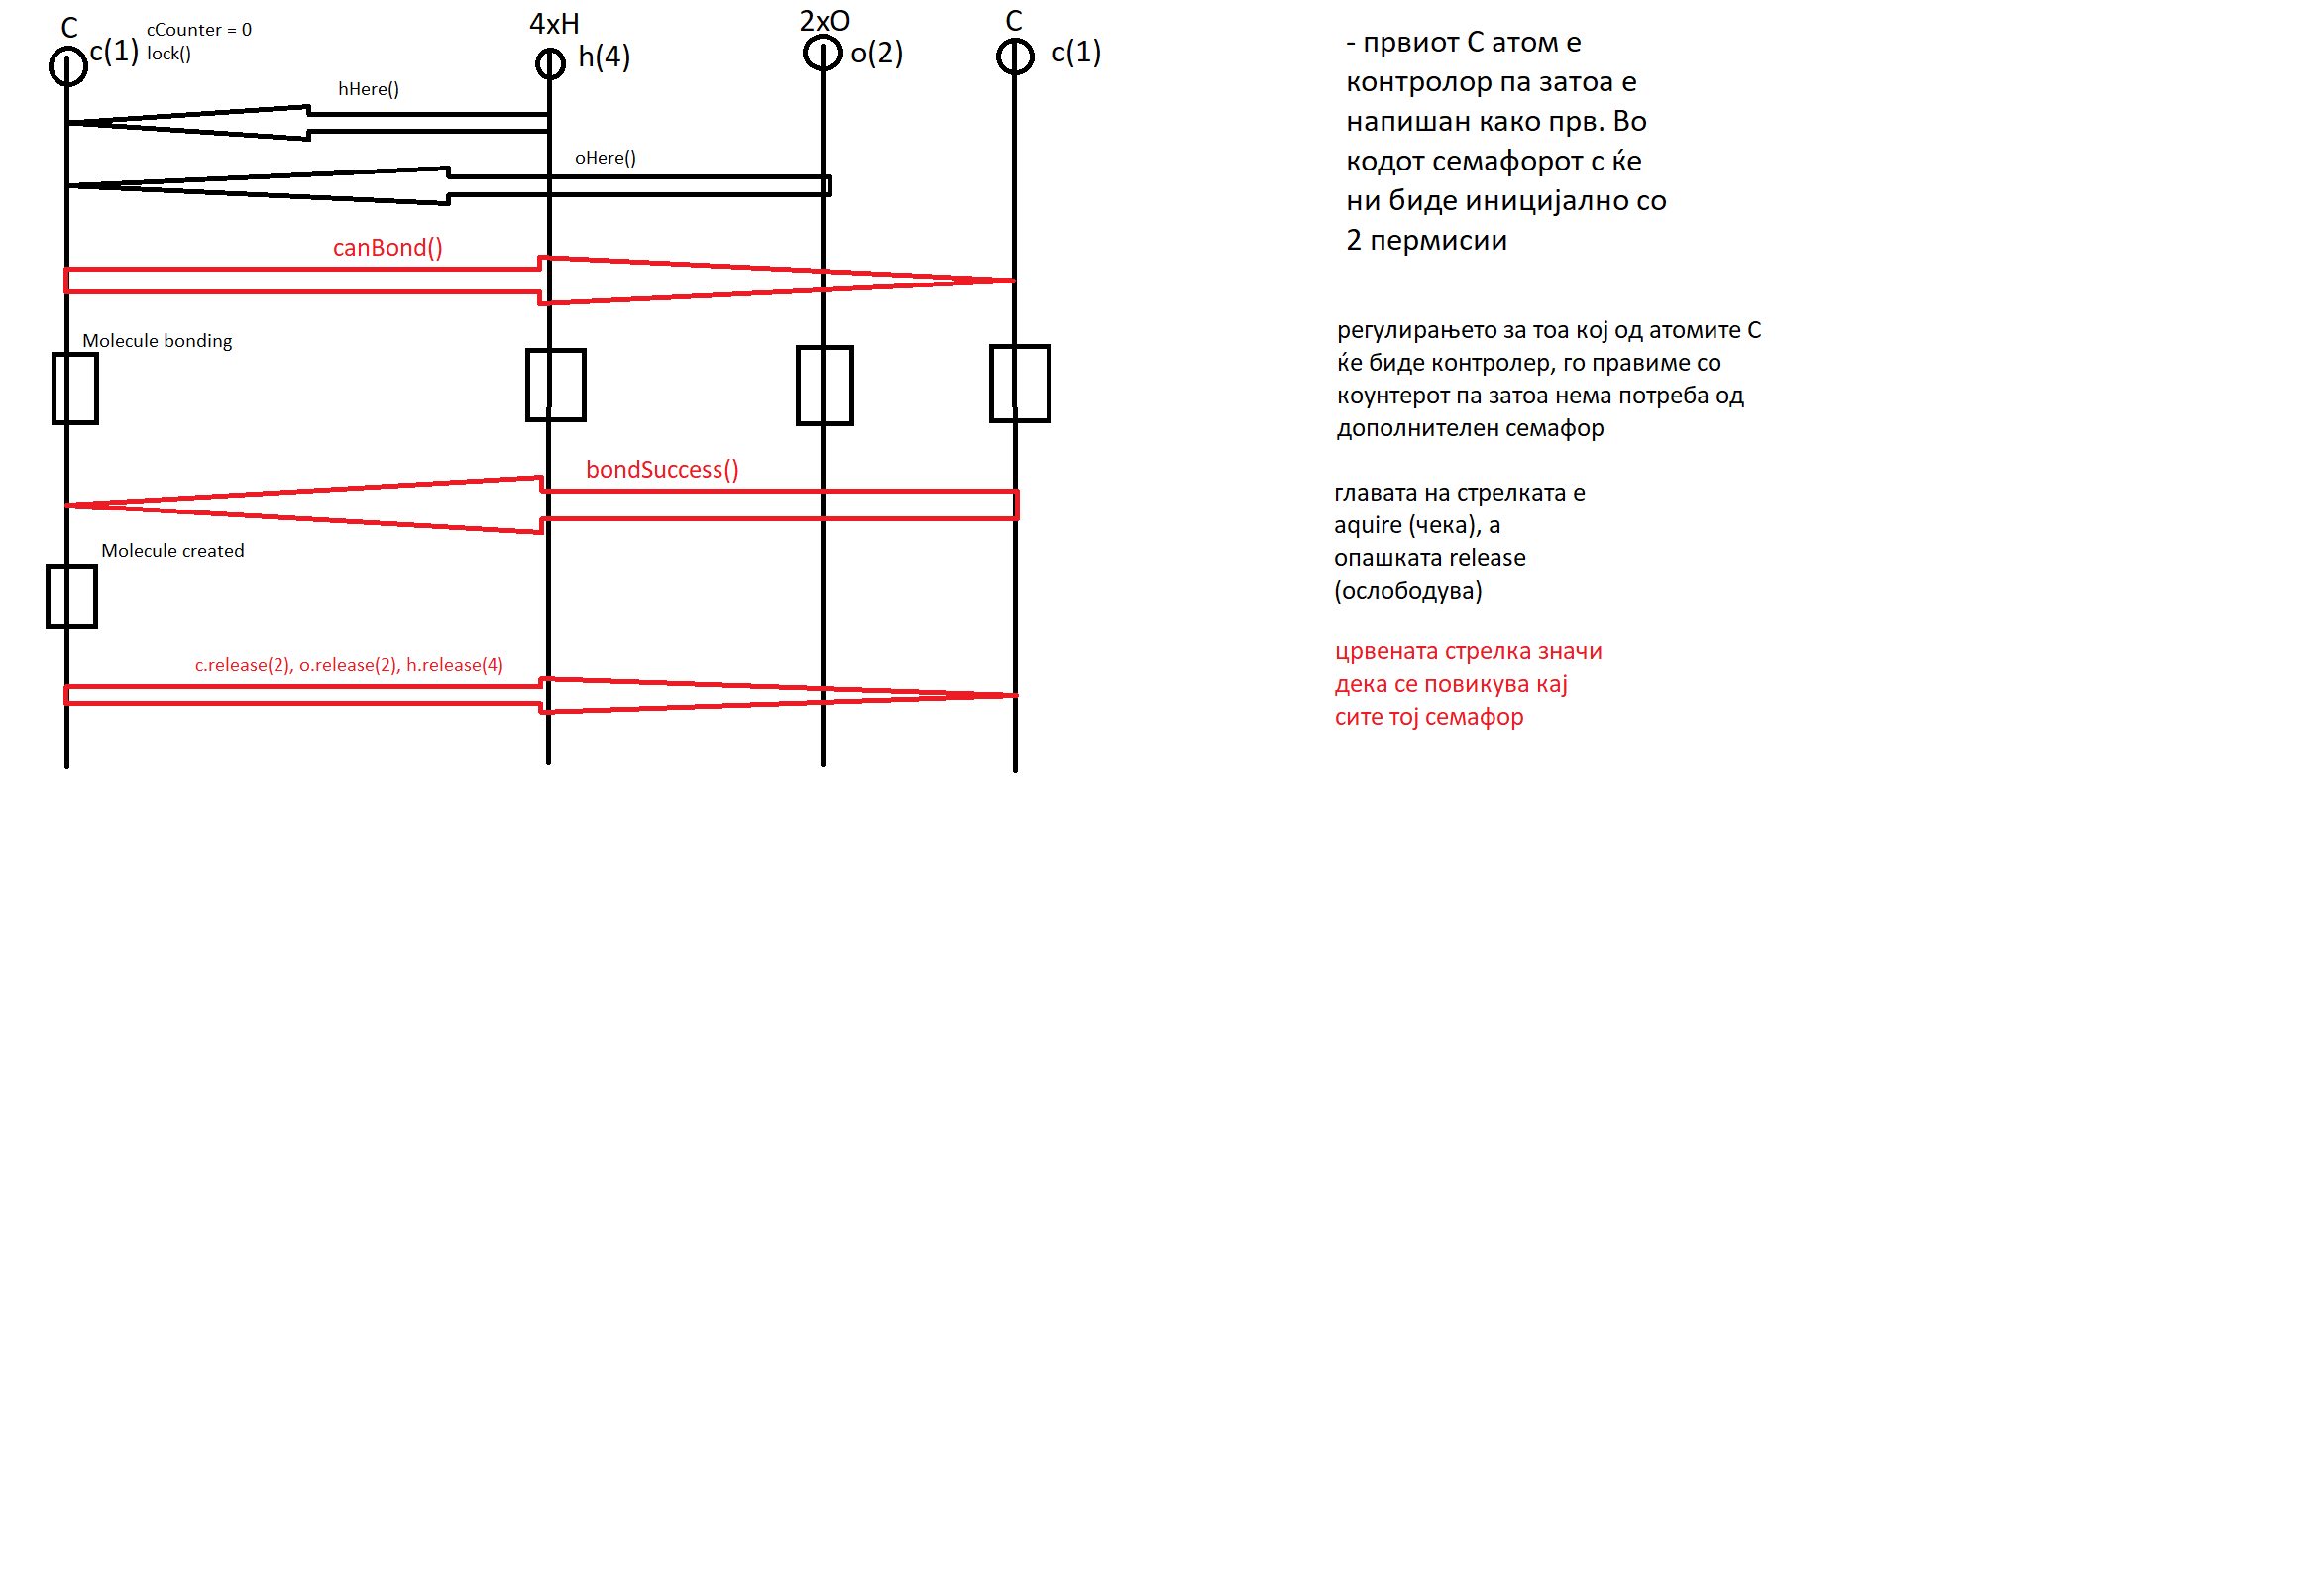 C
c(1)
cCounter = 0
lock()
4xH
h(4)
2xO
o(2)
C
c(1)
hHere()
oHere()
canBond()
Molecule bonding
bondSuccess()
Molecule created
c.release(2), o.release(2), h.release(4)
- првиот С атом е
контролор па затоа е
напишан како прв. Во
кодот семафорот с ќе
ни биде иницијално со
2 пермисии
регулирањето за тоа кој од атомите С
ќе биде контролер, го правиме со
коунтерот па затоа нема потреба од
дополнителен семафор
главата на стрелката е
aquire (чека), а
опашката release
(ослободува)
црвената стрелка значи
дека се повикува кај
сите тој семафор